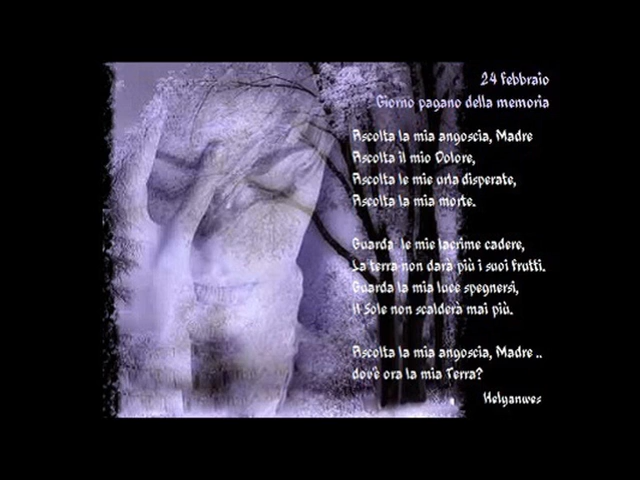 24 Febbraio
Giorno pagano della memoria
Ascolta la mia angoscia, Madre
Ascolta il mio Dolore,
Ascolta le mie urla disperate,
Ascolta la mia morte.
Guarda le mie lacrime cadere,
La terra non darà più i suoi frutti.
Guarda la mia luce spegnersi,
Il Sole non scalderà mai più.
Ascolta la mia angoscia, Madre ..
dov'è ora la mia Terra?
Helyanwes